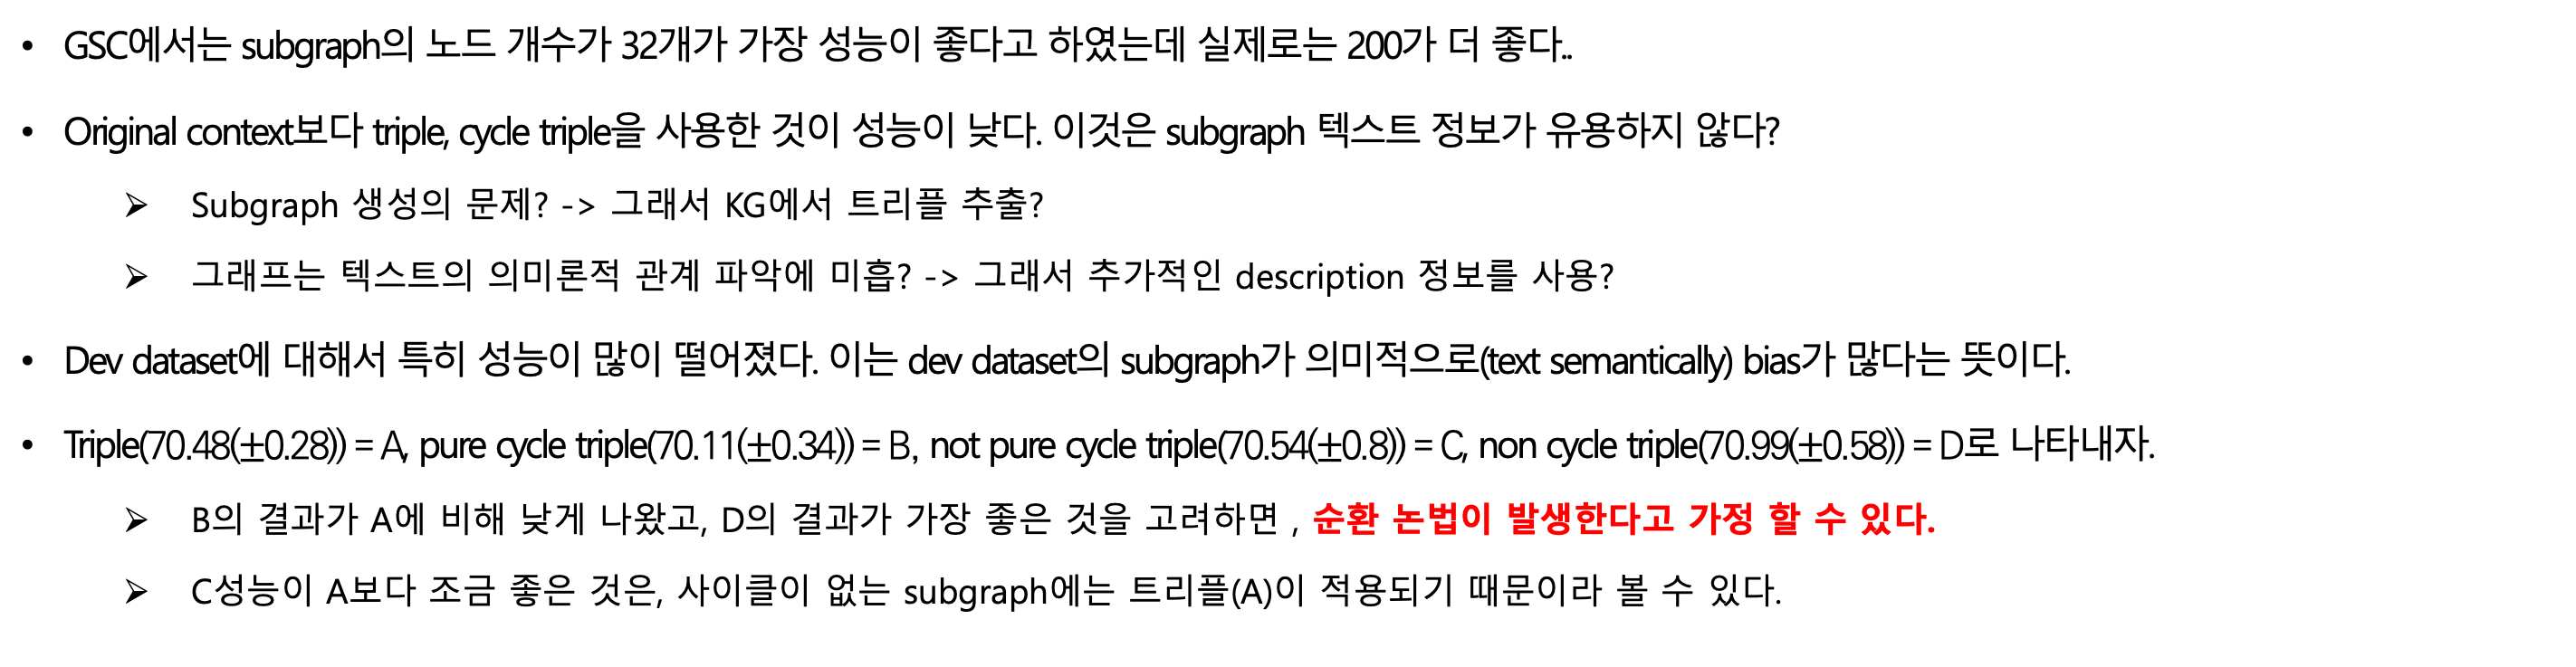 • GSC에서는 subgraph의 노드 개수가 32개가 가장 성능이 좋다고 하였는데 실제로는 200가 더 좋다..
• Original context보다 triple, cycle triple을 사용한 것이 성능이 낮다. 이것은 subgraph 텍스트 정보가 유용하지 않다?
➢ Subgraph 생성의 문제? -> 그래서 KG에서 트리플 추출?
➢ 그래프는 텍스트의 의미론적 관계 파악에 미흡? -> 그래서 추가적인 description 정보를 사용?
• Dev dataset에 대해서 특히 성능이 많이 떨어졌다. 이는 dev dataset의 subgraph가 의미적으로(text semantically) bias가 많다는 뜻이다.
• Triple(70.48(±0.28)) = A, pure cycle triple(70.11(±0.34)) = B, not pure cycle triple(70.54(±0.8)) = C, non cycle triple(70.99(±0.58)) = D로 나타내자.
➢ B의 결과가 A에 비해 낮게 나왔고, D의 결과가 가장 좋은 것을 고려하면 , 순환 논법이 발생한다고 가정 할 수 있다.
➢ C성능이 A보다 조금 좋은 것은, 사이클이 없는 subgraph에는 트리플(A)이 적용되기 때문이라 볼 수 있다.